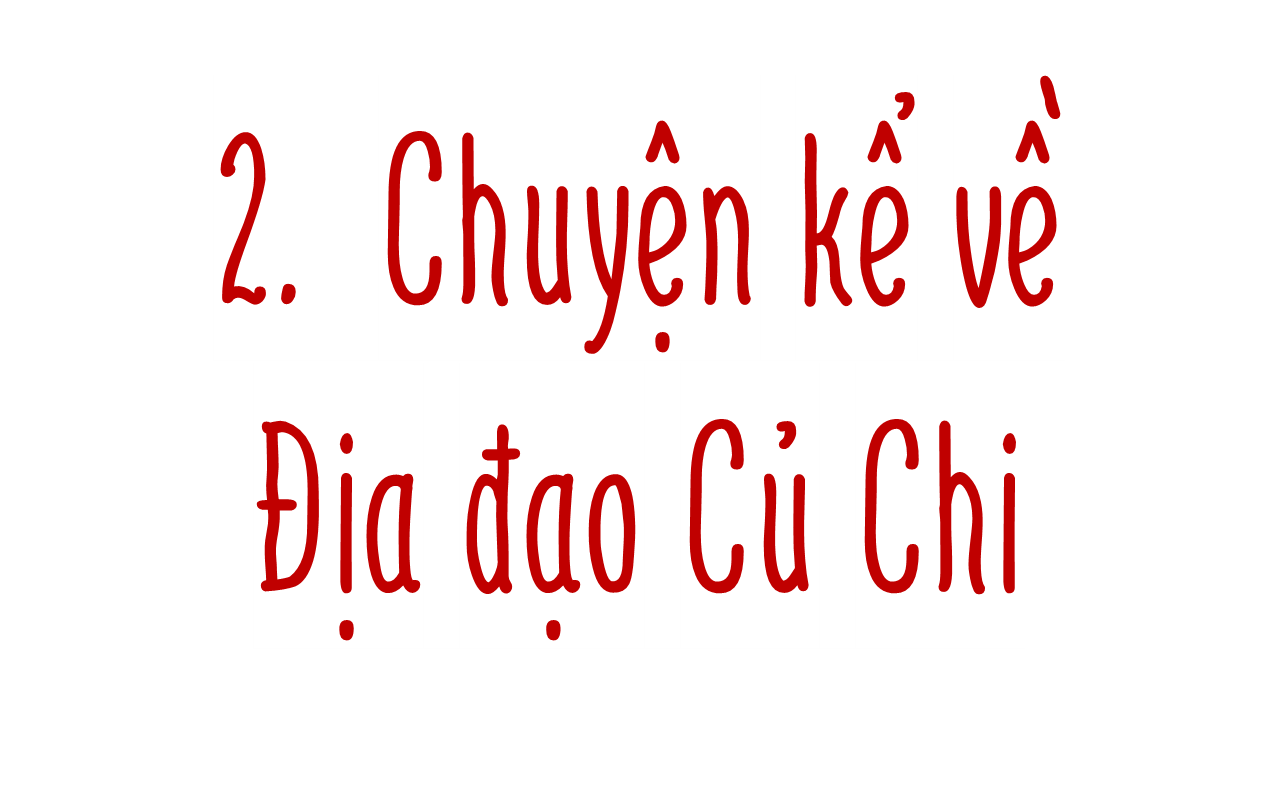 2. Chuyện kể về
Địa đạo Củ Chi